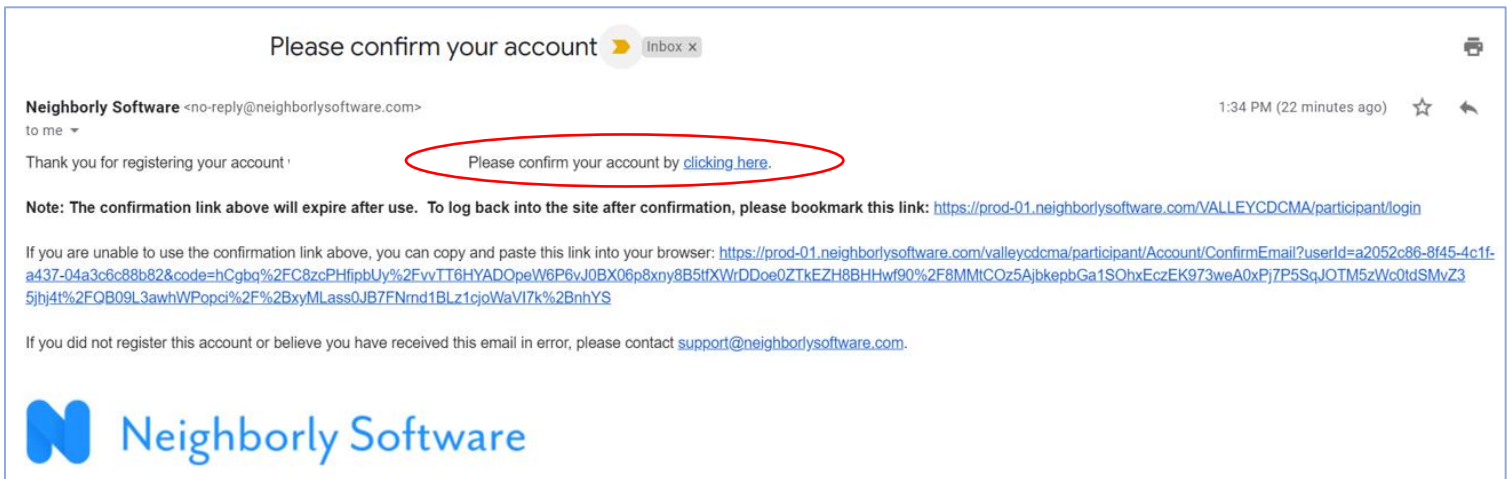 Please confirm your account Inbox x
Neighborly Software <no-reply@neighborlysoftware.com> 1:34 PM (22 minutes ago)
to me
Thank you for registering your account Please confirm your account by clicking here.
Note: The confirmation link above will expire after use. To log back into the site after confirmation, please bookmark this link: https://prod-01.neighborlysoftware.com/VALLEYCDCMA/participant/login
If you are unable to use the confirmation link above, you can copy and paste this link into your browser: https://prod-01.neighborlysoftware.com/valleycdcma/participant/Account/ConfirmEmail?userId=a2052c86-8f45-4c1f-
a437-04a3c6c88b82&code=hCgbq%2FC8zcPHfipbUy%2FvvTT6HYADOpeW6P6vJ0BX06p8xny8B5tfXWrDDoe0ZTkEZH8BHHwf90%2F8MMtCOz5AjbkepbGa1SOhxEczEK973weA0xPj7P5SqJOTM5zWc0tdSMvZ3
5jhj4t%2FQB09L3awhWPopci%2F%2BxyMLass0JB7FNrnd1BLz1cjoWaVI7k%2BnhYS
If you did not register this account or believe you have received this email in error, please contact support@neighborlysoftware.com.
Neighborly Software